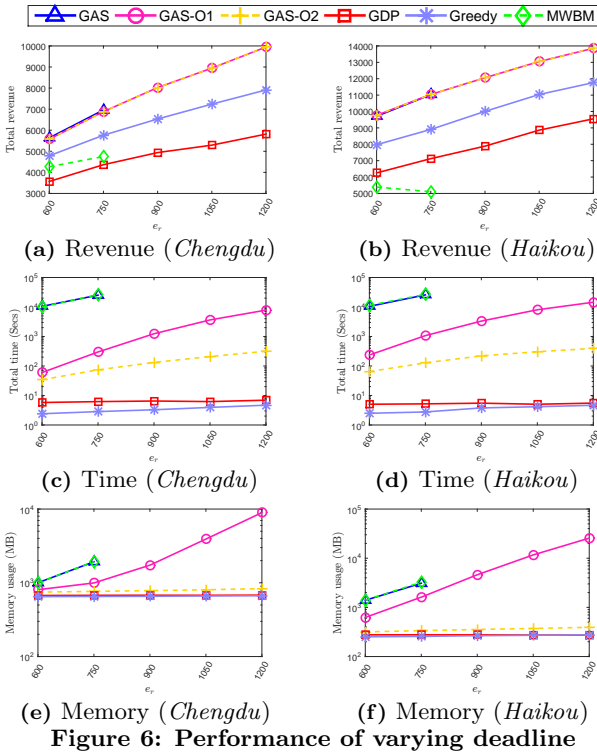 GAS GAS-O1 GAS-O2 GDP Greedy MWBM
10000
9000
8000
7000
6000
5000
4000
3000
Total revenue
600 750 900 1050 1200
e_r
(a) Revenue (Chengdu)
14000
13000
12000
11000
10000
9000
8000
7000
6000
5000
Total revenue
600 750 900 1050 1200
e_r
(b) Revenue (Haikou)
10^5
10^4
10^3
10^2
10^1
10^0
Total time (Secs)
600 750 900 1050 1200
e_r
(c) Time (Chengdu)
10^5
10^4
10^3
10^2
10^1
10^0
Total time (Secs)
600 750 900 1050 1200
e_r
(d) Time (Haikou)
10^4
10^3
10^2
Memory usage (MB)
600 750 900 1050 1200
e_r
(e) Memory (Chengdu)
10^5
10^4
10^3
10^2
Memory usage (MB)
600 750 900 1050 1200
e_r
(f) Memory (Haikou)
Figure 6: Performance of varying deadline